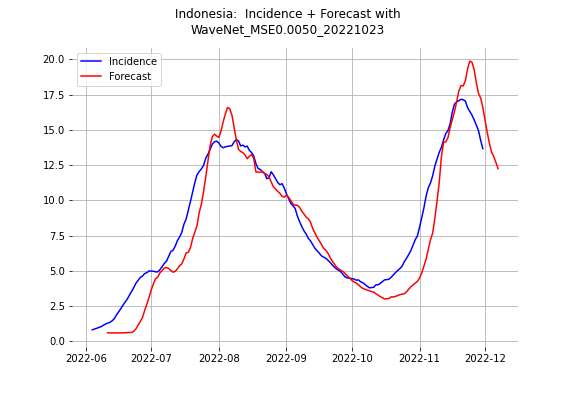 Indonesia:  Incidence + Forecast with
WaveNet_MSE0.0050_20221023
Incidence
Forecast
20.0
17.5
15.0
12.5
10.0
7.5
5.0
2.5
0.0
2022-06 2022-07 2022-08 2022-09 2022-10 2022-11 2022-12